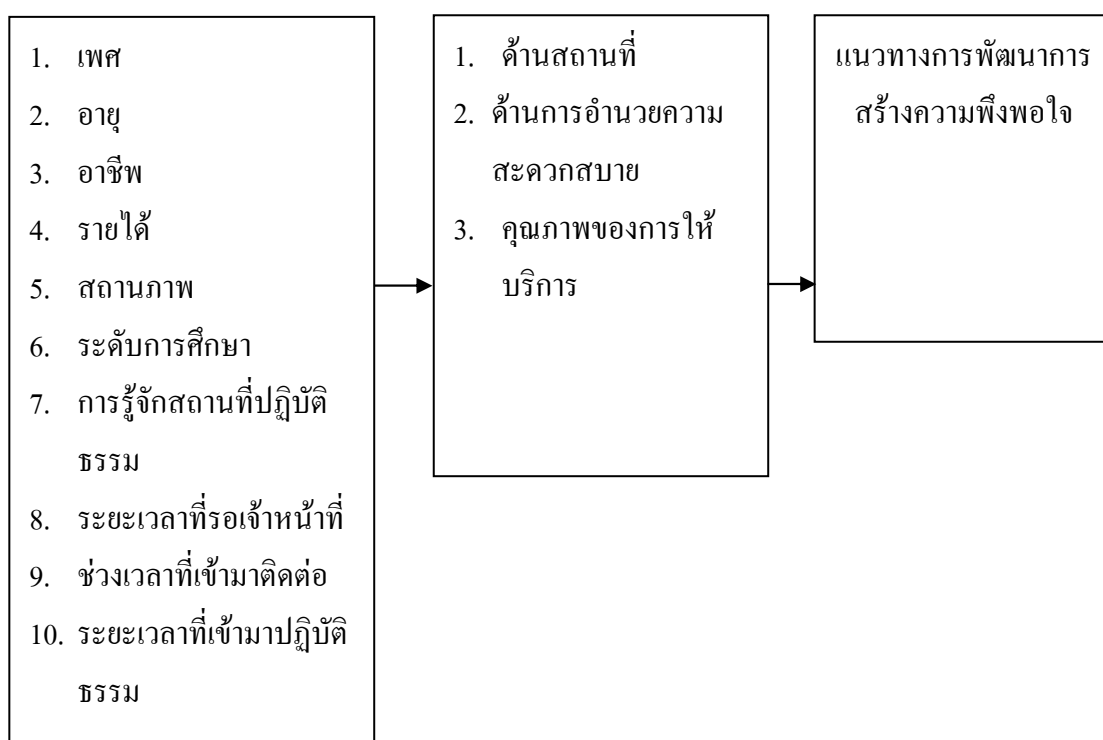 1. เพศ
2. อายุ
3. อาชีพ
4. รายได้
5. สถานภาพ
6. ระดับการศึกษา
7. การรู้จักสถานที่ปฏิบัติ
ธรรม
8. ระยะเวลาที่รอเจ้าหน้าที่
9. ช่วงเวลาที่เข้ามาติดต่อ
10. ระยะเวลาที่เข้ามาปฏิบัติ
ธรรม
1. ด้านสถานที่
2. ด้านการอำนวยความ
สะดวกสบาย
3. คุณภาพของการให้
บริการ
แนวทางการพัฒนาการ
สร้างความพึงพอใจ